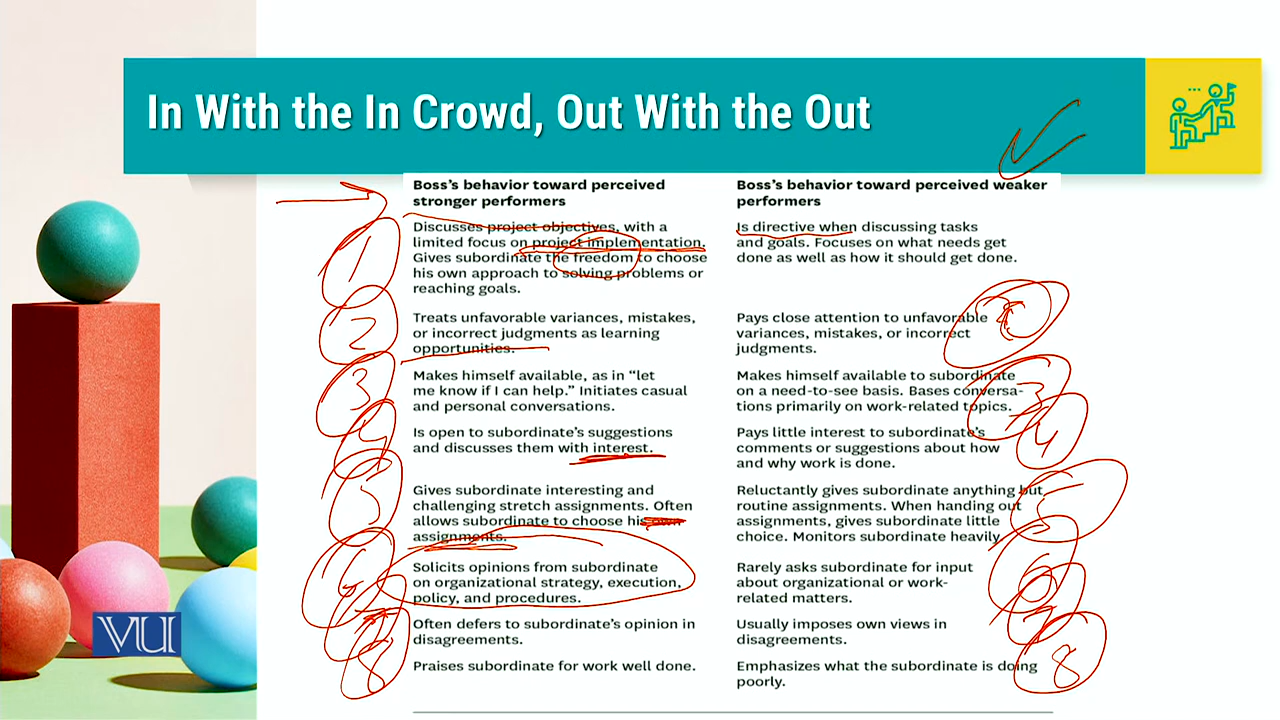 In With the In Crowd, Out With the Out
Boss's behavior toward perceived
stronger performers
Discusses project objectives, with a
limited focus on project implementation.
Gives subordinate the freedom to choose
his own approach to solving problems or
reaching goals.
Treats unfavorable variances, mistakes,
or incorrect judgments as learning
opportunities.
Makes himself available, as in “let
me know if I can help.” Initiates casual
and personal conversations.
Is open to subordinate's suggestions
and discusses them with interest.
Gives subordinate interesting and
challenging stretch assignments. Often
allows subordinate to choose his own
assignments.
Solicits opinions from subordinate
on organizational strategy, execution,
policy, and procedures.
Often defers to subordinate's opinion in
disagreements.
Praises subordinate for work well done.
Boss's behavior toward perceived weaker
performers
Is directive when discussing tasks
and goals. Focuses on what needs get
done as well as how it should get done.
Pays close attention to unfavorable
variances, mistakes, or incorrect
judgments.
Makes himself available to subordinate
on a need-to-see basis. Bases conversa-
tions primarily on work-related topics.
Pays little interest to subordinate's
comments or suggestions about how
and why work is done.
Reluctantly gives subordinate anything but
routine assignments. When handing out
assignments, gives subordinate little
choice. Monitors subordinate heavily.
Rarely asks subordinate for input
about organizational or work-
related matters.
Usually imposes own views in
disagreements.
Emphasizes what the subordinate is doing
poorly.
1
2
3
4
5
6
7
8
3
4
5
6
7
8
VU